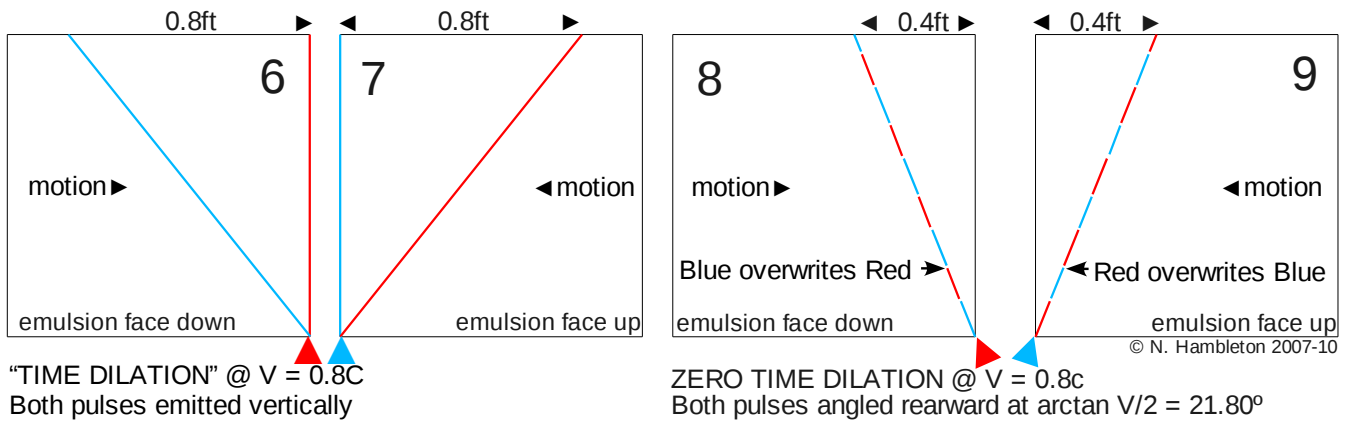 ◄ 0.8ft ► ◄ 0.8ft ► ◄ 0.4ft ► ◄ 0.4ft ►
6 7 8 9
motion► ◄motion motion► ◄motion
Blue overwrites Red Red overwrites Blue
emulsion face down emulsion face up emulsion face down emulsion face up
© N. Hambleton 2007-10
“TIME DILATION” @ V = 0.8C
Both pulses emitted vertically
ZERO TIME DILATION @ V = 0.8c
Both pulses angled rearward at arctan V/2 = 21.80º